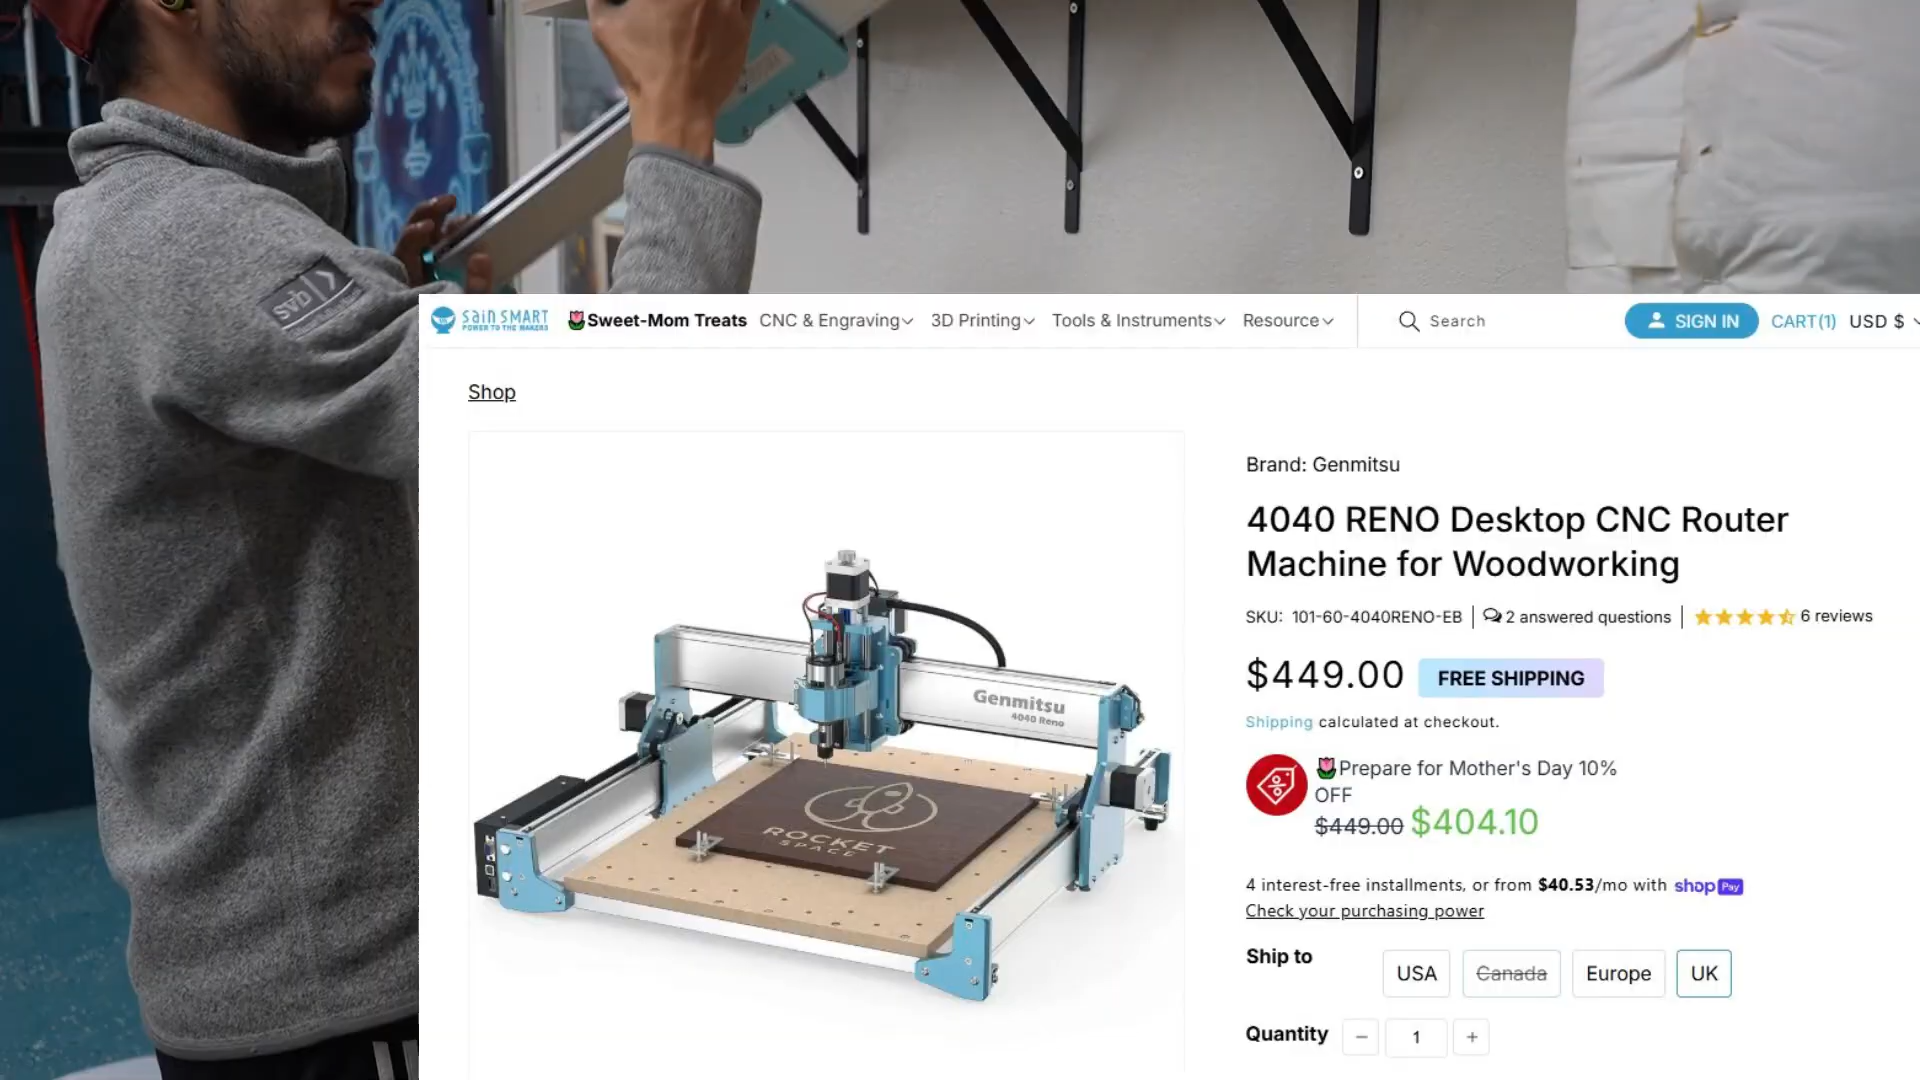 sain SMART
POWER TO THE MAKERS
Sweet-Mom Treats
CNC & Engraving
3D Printing
Tools & Instruments
Resource
Search
SIGN IN
CART(1)
USD $
Shop
Genmitsu
4040 Reno
ROCKET
SPACE
Brand: Genmitsu
4040 RENO Desktop CNC Router
Machine for Woodworking
SKU: 101-60-4040RENO-EB
2 answered questions
6 reviews
$449.00
FREE SHIPPING
Shipping calculated at checkout.
Prepare for Mother's Day 10%
OFF
$449.00 $404.10
4 interest-free installments, or from $40.53/mo with shop Pay
Check your purchasing power
Ship to
USA
Canada
Europe
UK
Quantity
−
1
+